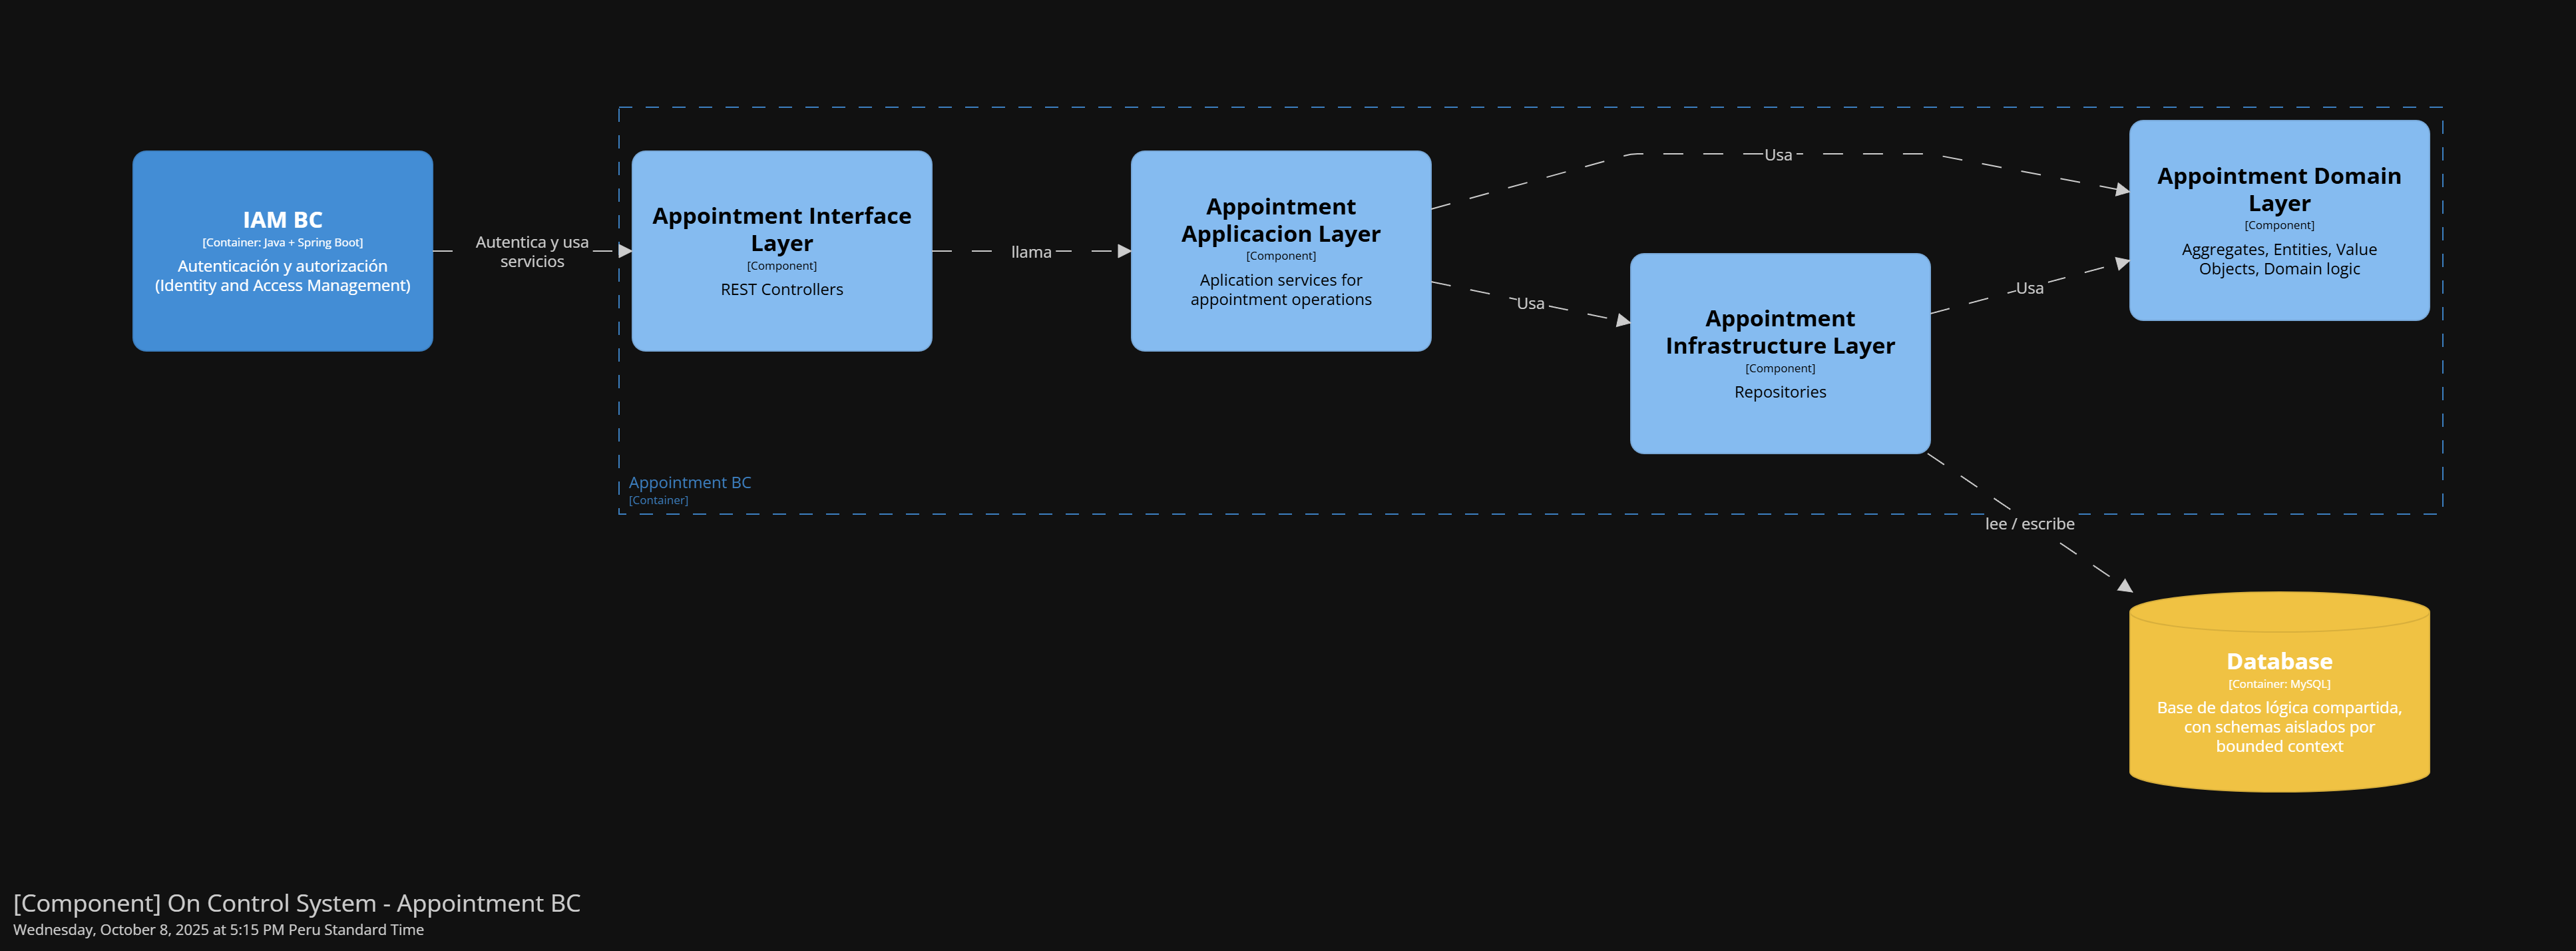 IAM BC
[Container: Java + Spring Boot]
Autenticación y autorización
(Identity and Access Management)
Autentica y usa
servicios
Appointment Interface
Layer
[Component]
REST Controllers
llama
Appointment
Applicacion Layer
[Component]
Aplication services for
appointment operations
Usa
Usa
Appointment
Infrastructure Layer
[Component]
Repositories
Usa
Appointment Domain
Layer
[Component]
Aggregates, Entities, Value
Objects, Domain logic
Appointment BC
[Container]
lee / escribe
Database
[Container: MySQL]
Base de datos lógica compartida,
con schemas aislados por
bounded context
[Component] On Control System - Appointment BC
Wednesday, October 8, 2025 at 5:15 PM Peru Standard Time